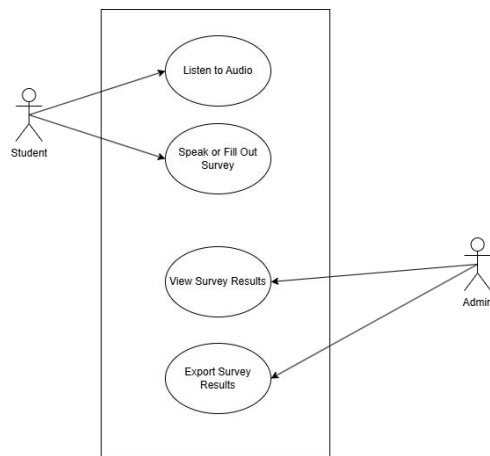 Listen to Audio
Student
Speak or Fill Out
Survey
View Survey Results
Admin
Export Survey
Results